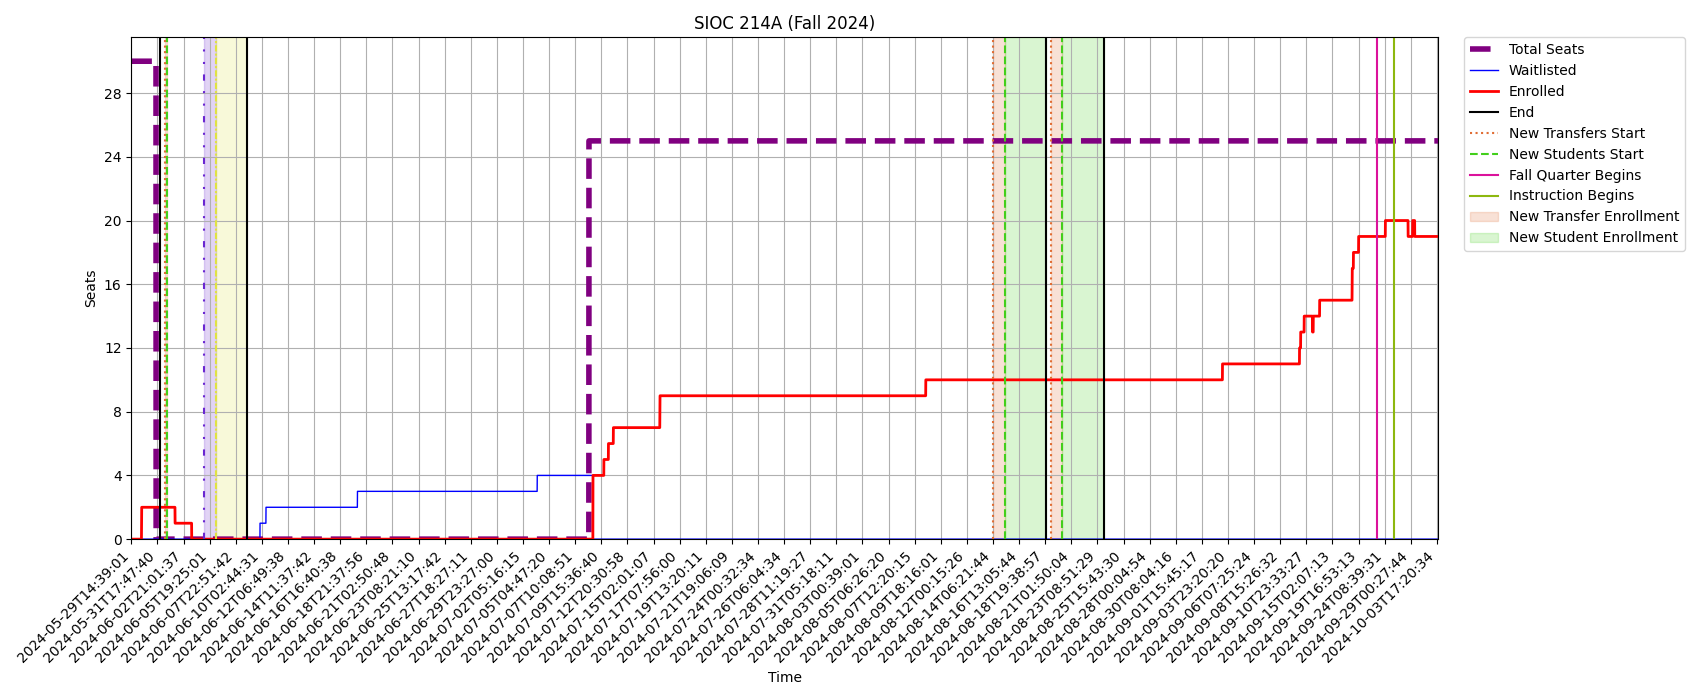 SIOC 214A (Fall 2024)
Total Seats
Waitlisted
Enrolled
End
New Transfers Start
New Students Start
Fall Quarter Begins
Instruction Begins
New Transfer Enrollment
New Student Enrollment
Seats
28
24
20
16
12
8
4
0
2024-05-29T14:39:01
2024-05-31T17:47:40
2024-06-02T21:01:37
2024-06-05T19:25:01
2024-06-07T22:51:42
2024-06-10T02:44:31
2024-06-12T06:49:38
2024-06-14T11:37:42
2024-06-16T16:40:38
2024-06-18T21:37:56
2024-06-21T02:50:48
2024-06-23T08:21:10
2024-06-25T13:17:42
2024-06-27T18:27:11
2024-06-29T23:27:00
2024-07-02T05:16:15
2024-07-05T04:47:20
2024-07-07T10:08:51
2024-07-09T15:36:40
2024-07-12T20:30:58
2024-07-15T02:01:07
2024-07-17T07:56:00
2024-07-19T13:20:11
2024-07-21T19:06:09
2024-07-24T00:32:34
2024-07-26T06:04:34
2024-07-28T11:19:27
2024-07-31T05:18:11
2024-08-03T00:39:01
2024-08-05T06:26:20
2024-08-07T12:20:15
2024-08-09T18:16:01
2024-08-12T00:15:26
2024-08-14T06:21:44
2024-08-16T13:05:44
2024-08-18T19:38:57
2024-08-21T01:50:04
2024-08-23T08:51:29
2024-08-25T15:43:30
2024-08-28T00:04:54
2024-08-30T08:04:16
2024-09-01T15:45:17
2024-09-03T23:20:20
2024-09-06T07:25:24
2024-09-08T15:26:32
2024-09-10T23:33:27
2024-09-15T02:07:13
2024-09-19T16:53:13
2024-09-24T08:39:31
2024-09-29T00:27:44
2024-10-03T17:20:34
Time